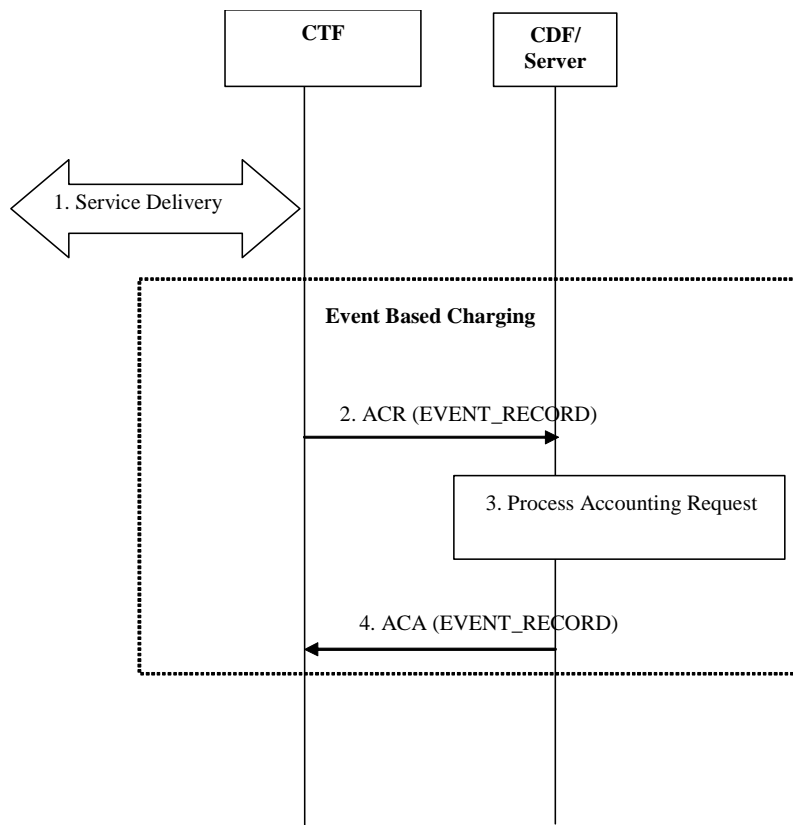 CTF
CDF/
Server
1. Service Delivery
Event Based Charging
2. ACR (EVENT_RECORD)
3. Process Accounting Request
4. ACA (EVENT_RECORD)